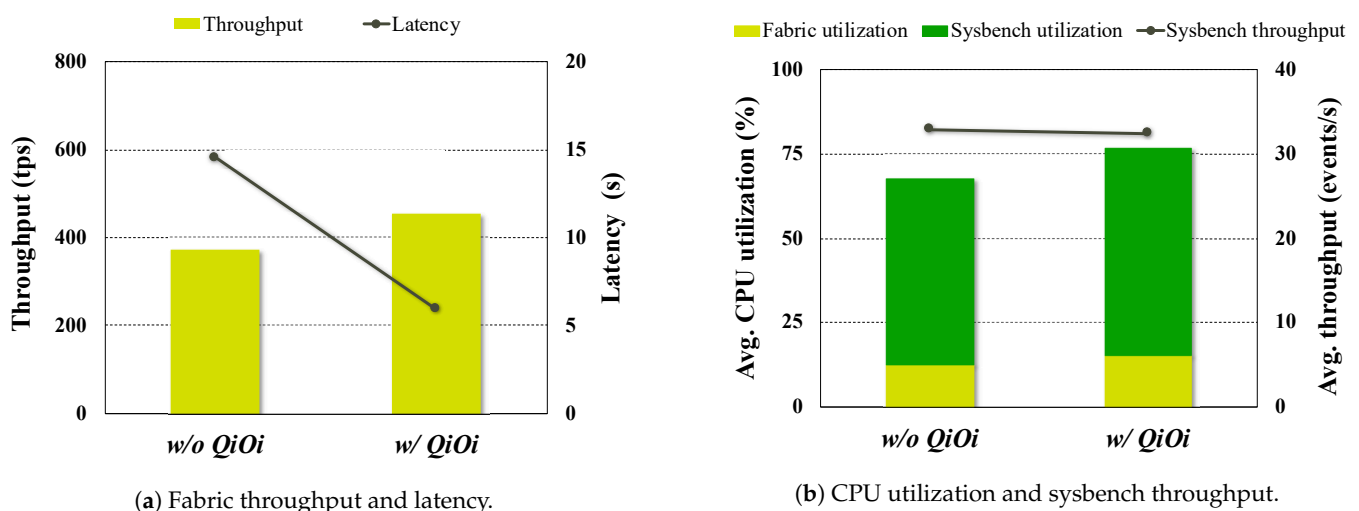 Throughput Latency
800
600
400
200
0
Throughput (tps)
20
15
10
5
0
Latency (s)
w/o QiOi w/ QiOi
(a) Fabric throughput and latency.
Fabric utilization Sysbench utilization Sysbench throughput
100
75
50
25
0
Avg. CPU utilization (%)
40
30
20
10
0
Avg. throughput (events/s)
w/o QiOi w/ QiOi
(b) CPU utilization and sysbench throughput.